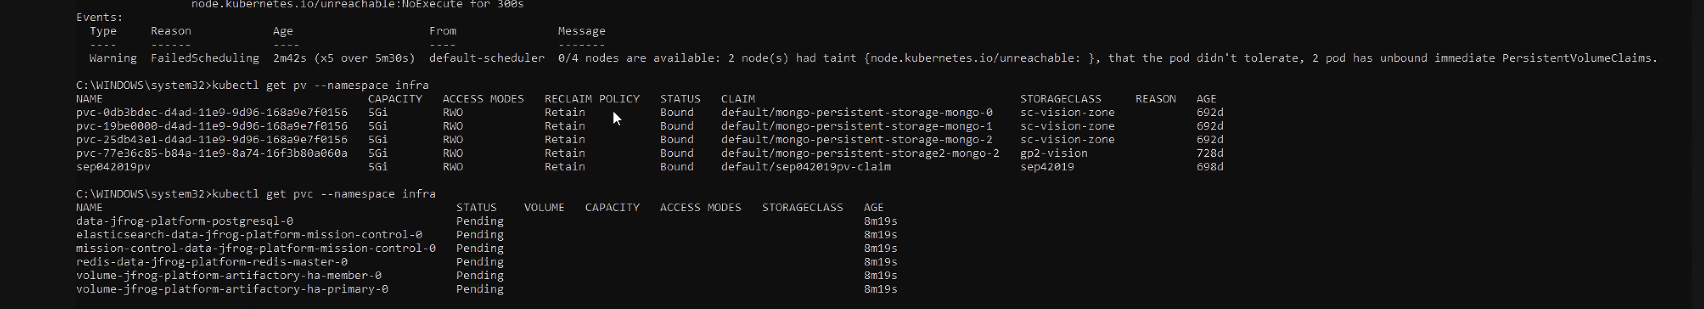 node.kubernetes.io/unreachable:NoExecute for 300s
Events:
Type Reason Age From Message
---- ------ ---- ---- -------
Warning FailedScheduling 2m42s (x5 over 5m30s) default-scheduler 0/4 nodes are available: 2 node(s) had taint {node.kubernetes.io/unreachable: }, that the pod didn't tolerate, 2 pod has unbound immediate PersistentVolumeClaims.
C:\WINDOWS\system32>kubectl get pv --namespace infra
NAME CAPACITY ACCESS MODES RECLAIM POLICY STATUS CLAIM STORAGECLASS REASON AGE
pvc-0db3bdec-d4ad-11e9-9d96-168a9e7f0156 5Gi RWO Retain Bound default/mongo-persistent-storage-mongo-0 sc-vision-zone 692d
pvc-19be0000-d4ad-11e9-9d96-168a9e7f0156 5Gi RWO Retain Bound default/mongo-persistent-storage-mongo-1 sc-vision-zone 692d
pvc-25db43e1-d4ad-11e9-9d96-168a9e7f0156 5Gi RWO Retain Bound default/mongo-persistent-storage-mongo-2 sc-vision-zone 692d
pvc-77e36c85-b84a-11e9-8a74-16f3b80a060a 5Gi RWO Retain Bound default/mongo-persistent-storage2-mongo-2 gp2-vision 728d
sep042019pv 5Gi RWO Retain Bound default/sep042019pv-claim sep42019 698d
C:\WINDOWS\system32>kubectl get pvc --namespace infra
NAME STATUS VOLUME CAPACITY ACCESS MODES STORAGECLASS AGE
data-jfrog-platform-postgresql-0 Pending 8m19s
elasticsearch-data-jfrog-platform-mission-control-0 Pending 8m19s
mission-control-data-jfrog-platform-mission-control-0 Pending 8m19s
redis-data-jfrog-platform-redis-master-0 Pending 8m19s
volume-jfrog-platform-artifactory-ha-member-0 Pending 8m19s
volume-jfrog-platform-artifactory-ha-primary-0 Pending 8m19s